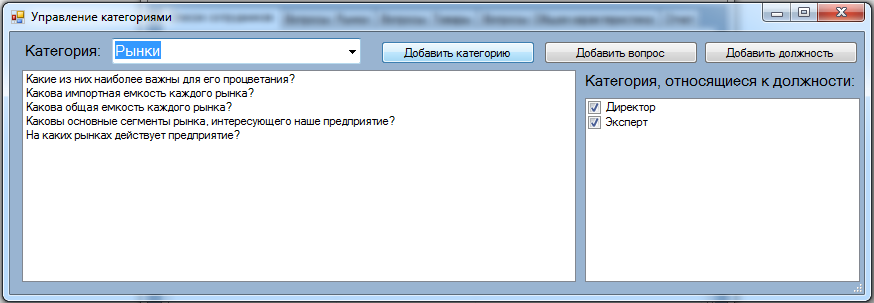 Управление категориями
Категория: Рынки
Добавить категорию Добавить вопрос Добавить должность
Какие из них наиболее важны для его процветания?
Какова импортная емкость каждого рынка?
Какова общая емкость каждого рынка?
Каковы основные сегменты рынка, интересующего наше предприятие?
На каких рынках действует предприятие?
Категория, относящиеся к должности:
Директор
Эксперт